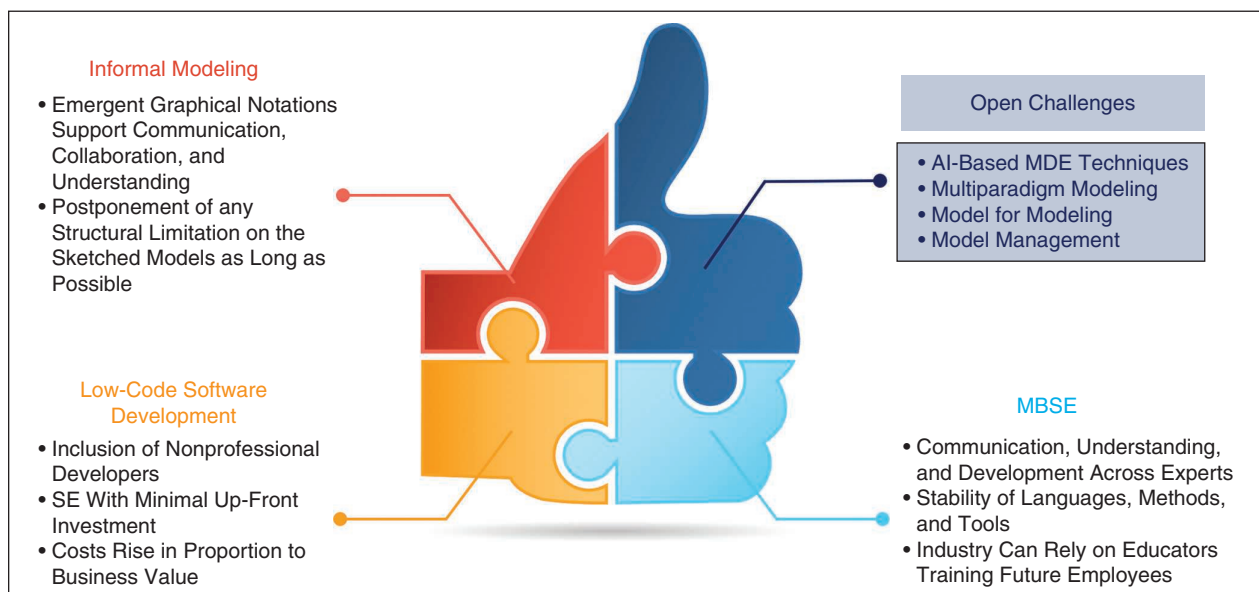 Informal Modeling
• Emergent Graphical Notations
Support Communication,
Collaboration, and
Understanding
• Postponement of any
Structural Limitation on the
Sketched Models as Long as
Possible
Open Challenges
• AI-Based MDE Techniques
• Multiparadigm Modeling
• Model for Modeling
• Model Management
Low-Code Software
Development
• Inclusion of Nonprofessional
Developers
• SE With Minimal Up-Front
Investment
• Costs Rise in Proportion to
Business Value
MBSE
• Communication, Understanding,
and Development Across Experts
• Stability of Languages, Methods,
and Tools
• Industry Can Rely on Educators
Training Future Employees